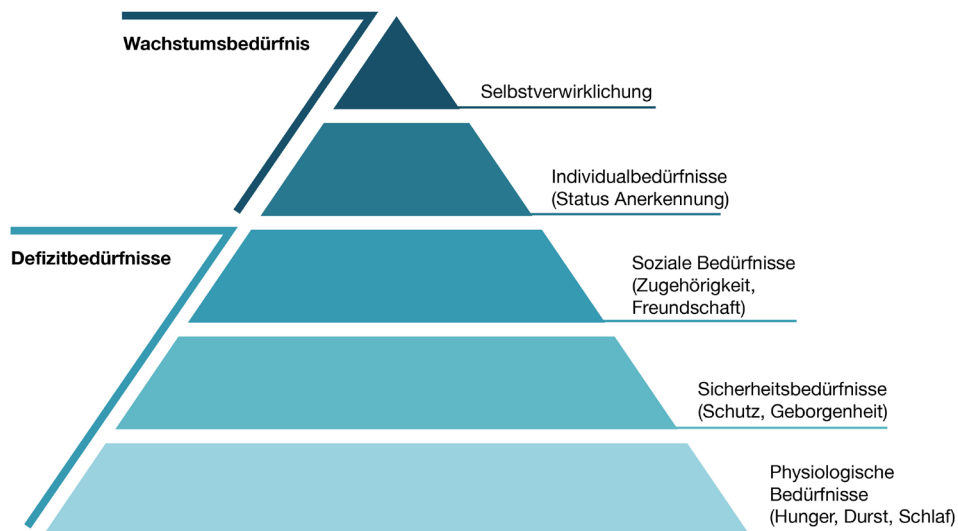 Wachstumsbedürfnis
Selbstverwirklichung
Individualbedürfnisse
(Status Anerkennung)
Defizitbedürfnisse
Soziale Bedürfnisse
(Zugehörigkeit,
Freundschaft)
Sicherheitsbedürfnisse
(Schutz, Geborgenheit)
Physiologische
Bedürfnisse
(Hunger, Durst, Schlaf)